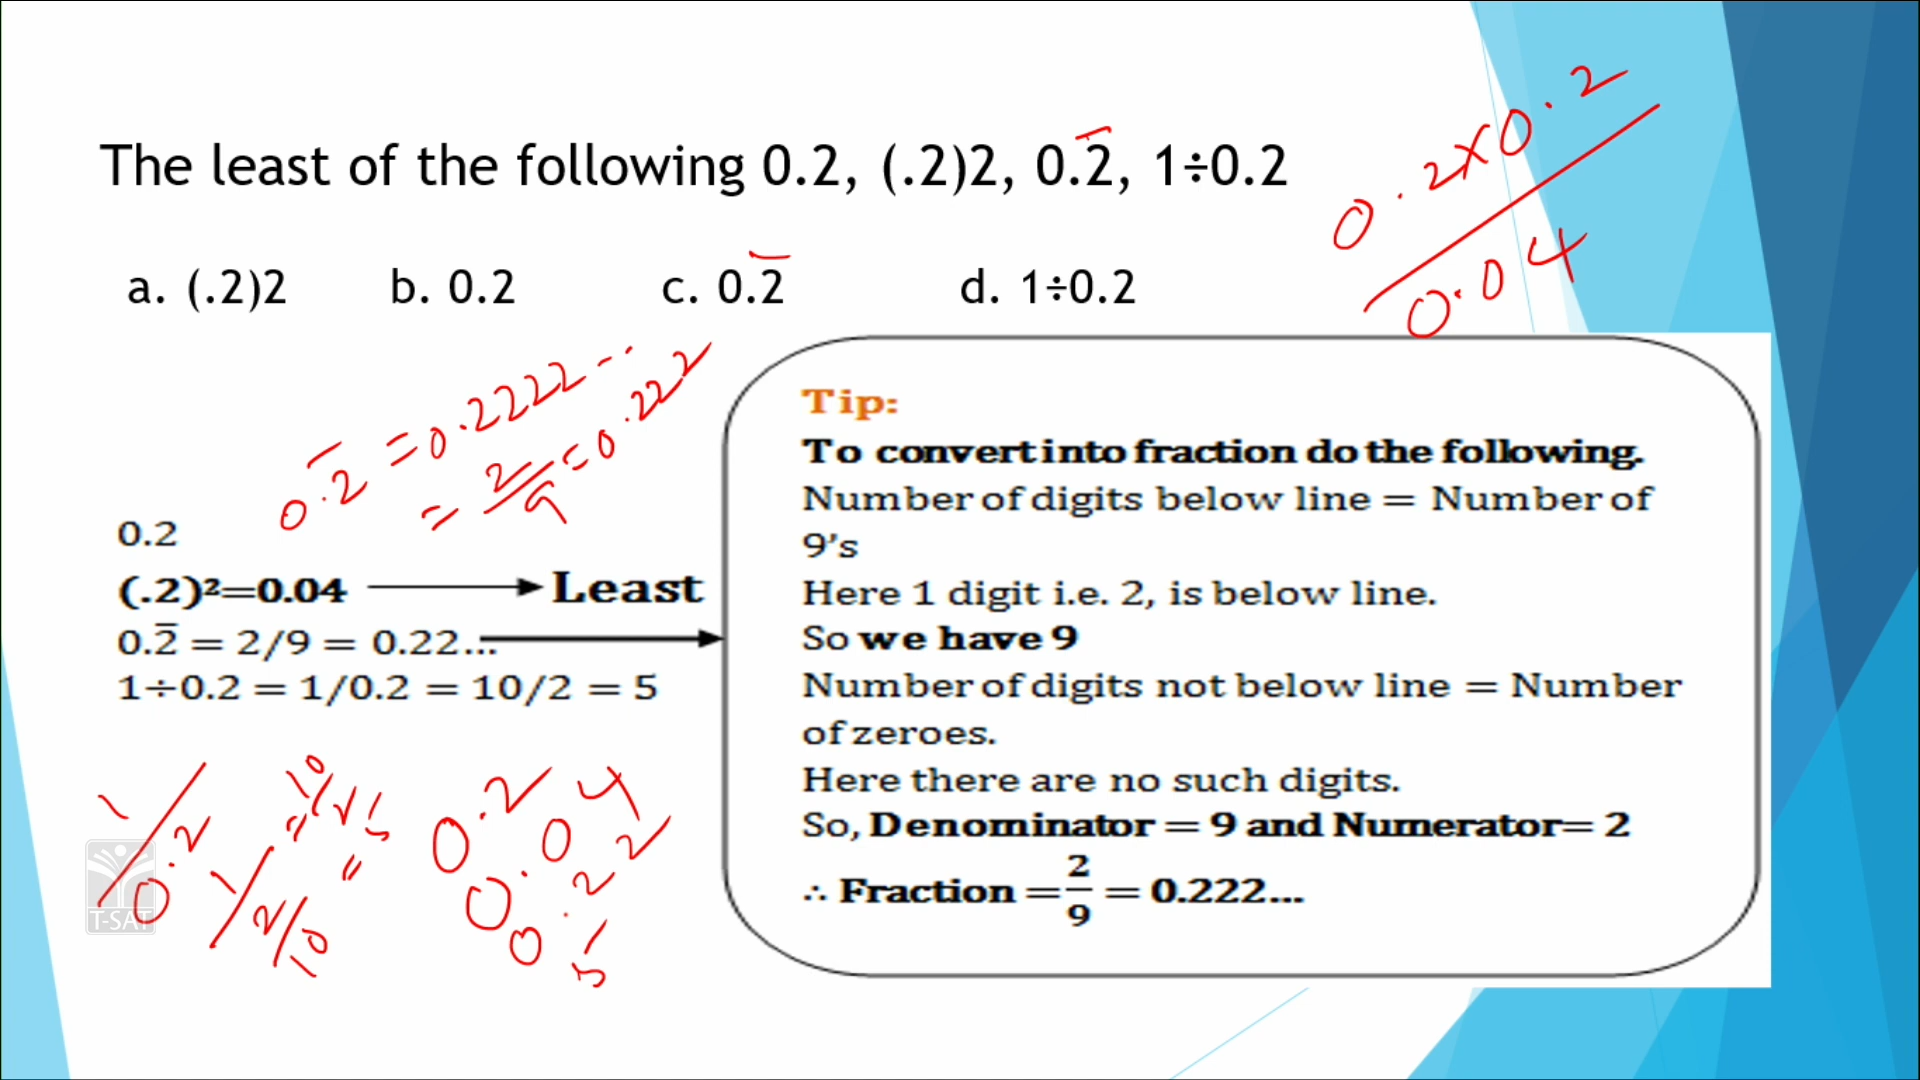 The least of the following 0.2, (.2)2, 0.2̅, 1÷0.2
0.2×0.2
0.04
a. (.2)2 b. 0.2 c. 0.2̅ d. 1÷0.2
0.2̅ = 0.2222...
= 2/9 = 0.222
0.2
(.2)²=0.04 Least
0.2̅ = 2/9 = 0.22...
1÷0.2 = 1/0.2 = 10/2 = 5
Tip:
To convert into fraction do the following.
Number of digits below line = Number of
9's
Here 1 digit i.e. 2, is below line.
So we have 9
Number of digits not below line = Number
of zeroes.
Here there are no such digits.
So, Denominator = 9 and Numerator= 2
∴ Fraction = 2/9 = 0.222...
1/0.2
1/2/10
= 10/2
= 5
0.2
0.04
0.22
T-SAT